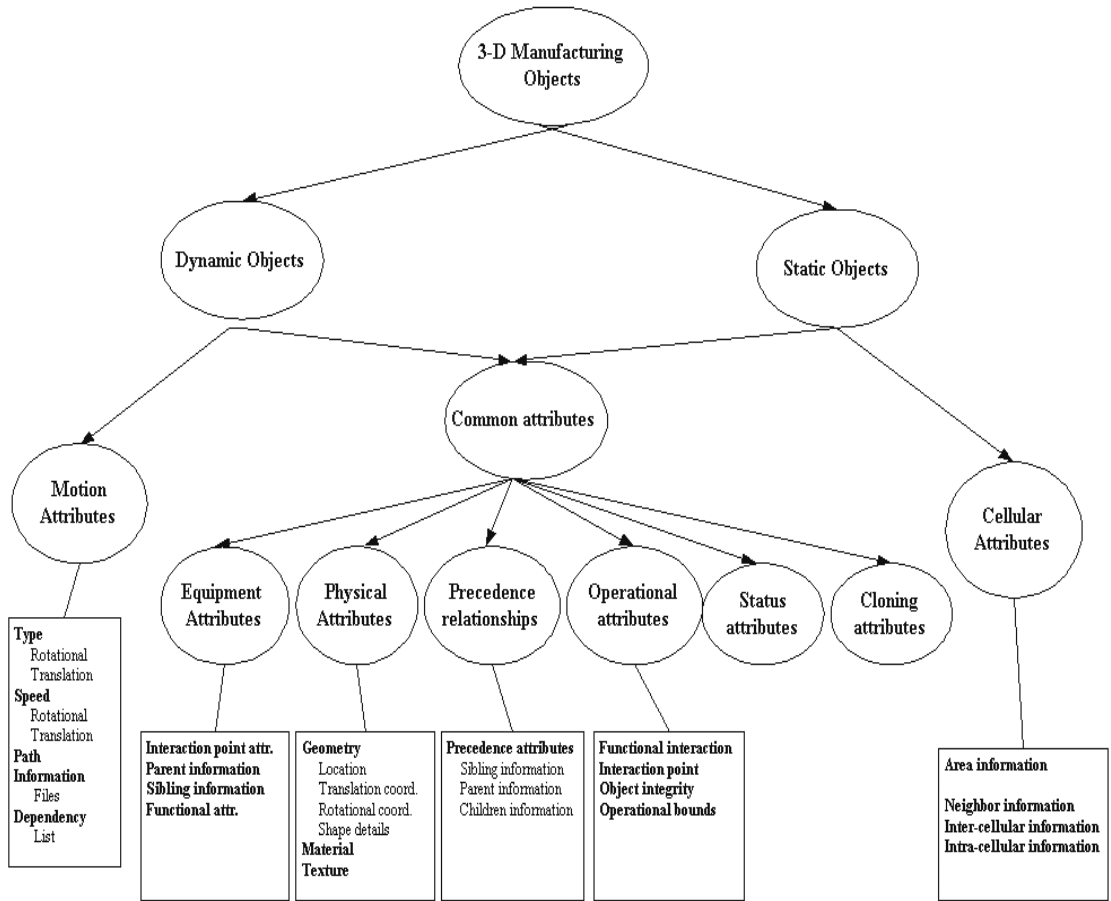 3-D Manufacturing
Objects
Dynamic Objects
Static Objects
Common attributes
Motion
Attributes
Cellular
Attributes
Equipment
Attributes
Physical
Attributes
Precedence
relationships
Operational
attributes
Status
attributes
Cloning
attributes
Type
Rotational
Translation
Speed
Rotational
Translation
Path
Information
Files
Dependency
List
Interaction point attr.
Parent information
Sibling information
Functional attr.
Geometry
Location
Translation coord.
Rotational coord.
Shape details
Material
Texture
Precedence attributes
Sibling information
Parent information
Children information
Functional interaction
Interaction point
Object integrity
Operational bounds
Area information
Neighbor information
Inter-cellular information
Intra-cellular information